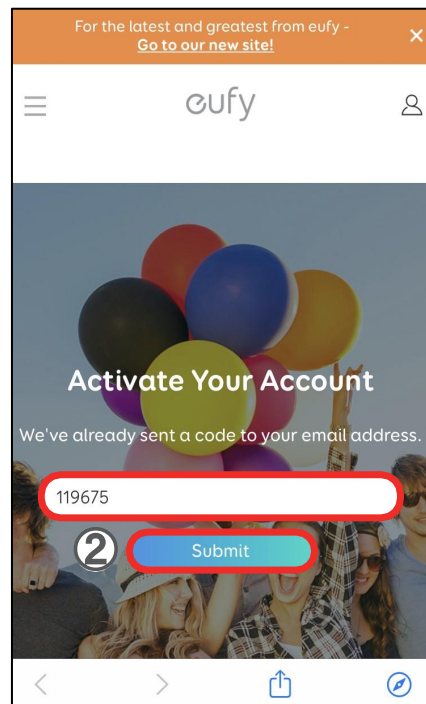 For the latest and greatest from eufy -
Go to our new site!
eufy
Activate Your Account
We've already sent a code to your email address.
119675
② Submit